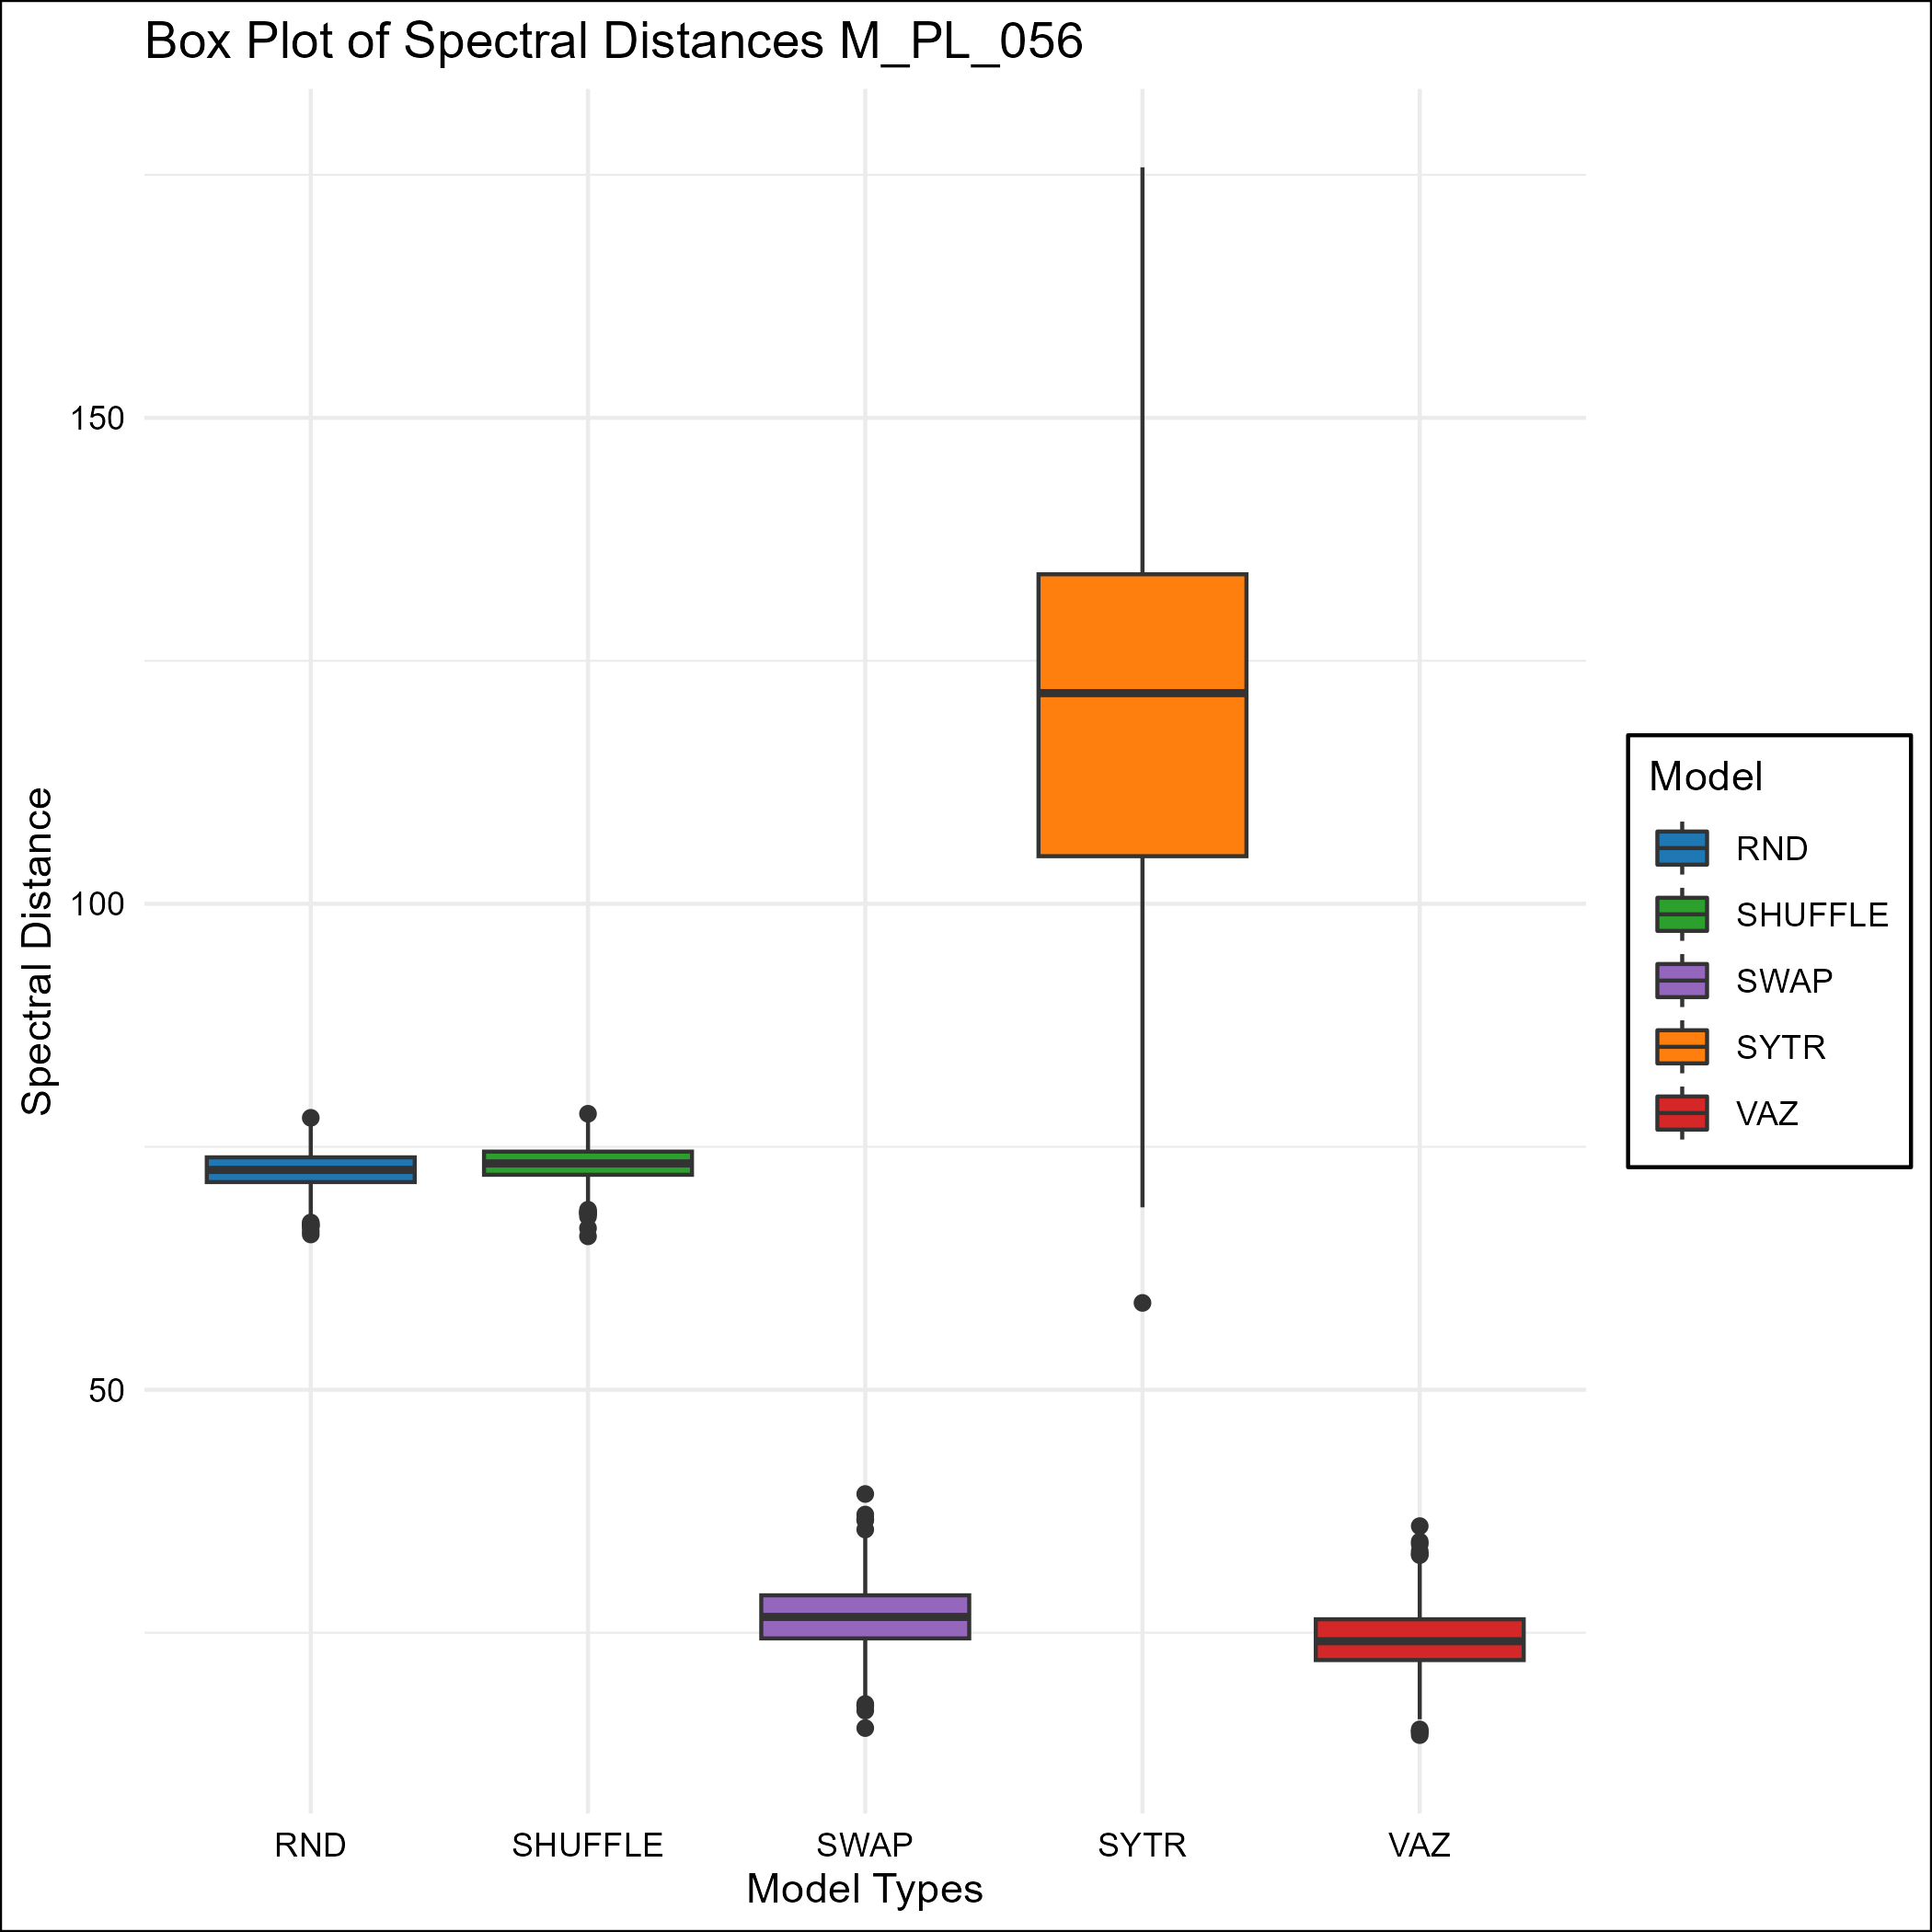 Box Plot of Spectral Distances M_PL_056
150
100
50
Spectral Distance
RND
SHUFFLE
SWAP
SYTR
VAZ
Model Types
Model
RND
SHUFFLE
SWAP
SYTR
VAZ